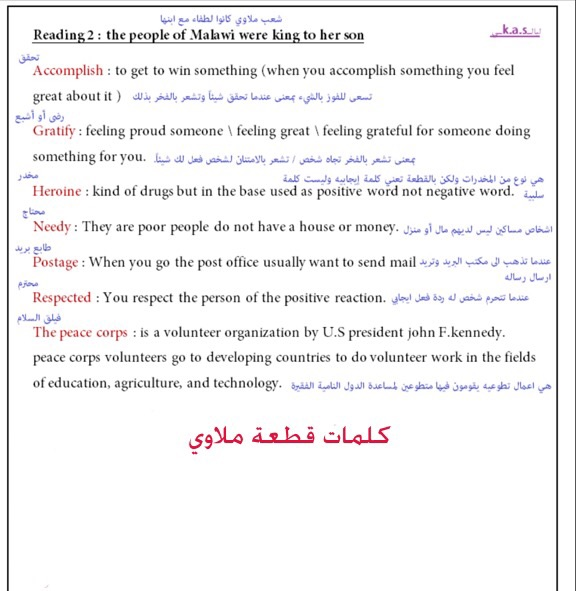 شعب ملاوي كانوا لطفاء مع ابنها
Reading 2 : the people of Malawi were king to her son
k.a.s
تحقق
Accomplish : to get to win something (when you accomplish something you feel
great about it ) تسعى للفوز بالشيء بمعنى عندما تحقق شيئاً وتشعر بالفخر بذلك
رضى أو أشبع
Gratify : feeling proud someone \ feeling great \ feeling grateful for someone doing
something for you. بمعنى تشعر بالفخر تجاه شخص / تشعر بالامتنان لشخص فعل لك شيئاً.
مخدر
هي نوع من المخدرات ولكن بالقطعة تعني كلمة إيجابيه وليست كلمة
Heroine : kind of drugs but in the base used as positive word not negative word. سلبية
محتاج
Needy : They are poor people do not have a house or money. اشخاص مساكين ليس لديهم مال أو منزل
طابع بريد
Postage : When you go the post office usually want to send mail عندما تذهب الى مكتب البريد وتريد
ارسال رساله
محترم
Respected : You respect the person of the positive reaction. عندما تتحرم شخص له ردة فعل ايجابي
فيلق السلام
The peace corps : is a volunteer organization by U.S president john F.kennedy.
peace corps volunteers go to developing countries to do volunteer work in the fields
of education, agriculture, and technology. هي اعمال تطوعيه يقومون فيها متطوعين لمساعدة الدول النامية الفقيرة
كلمات قطعة ملاوي